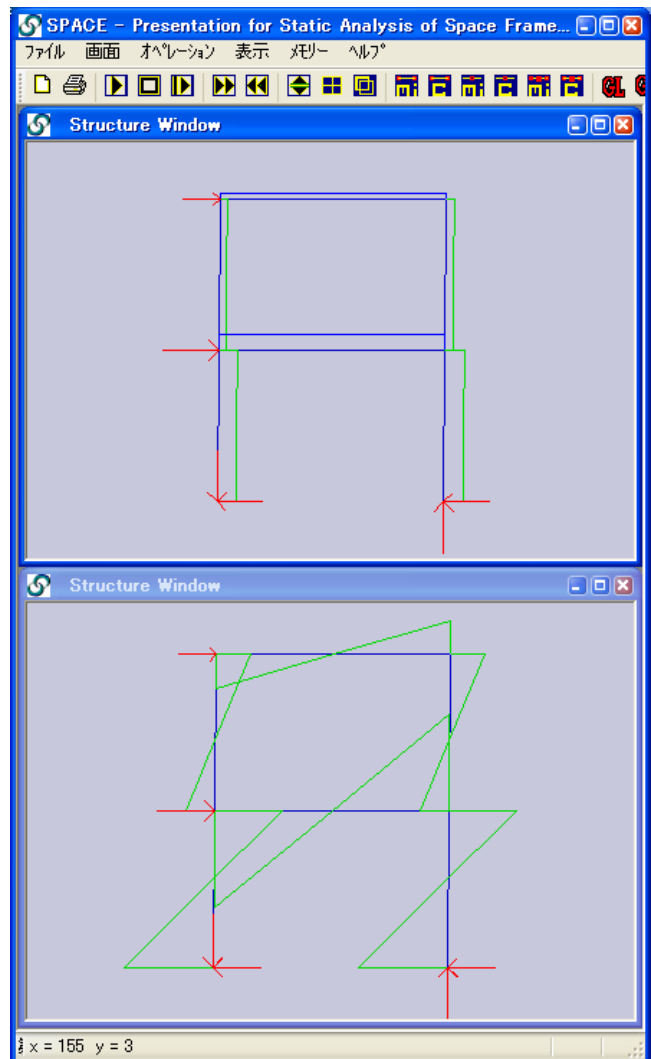 SPACE - Presentation for Static Analysis of Space Frame...
ファイル 画面 オペレーション 表示 メモリー ヘルプ
GL
Structure Window
Structure Window
x = 155 y = 3